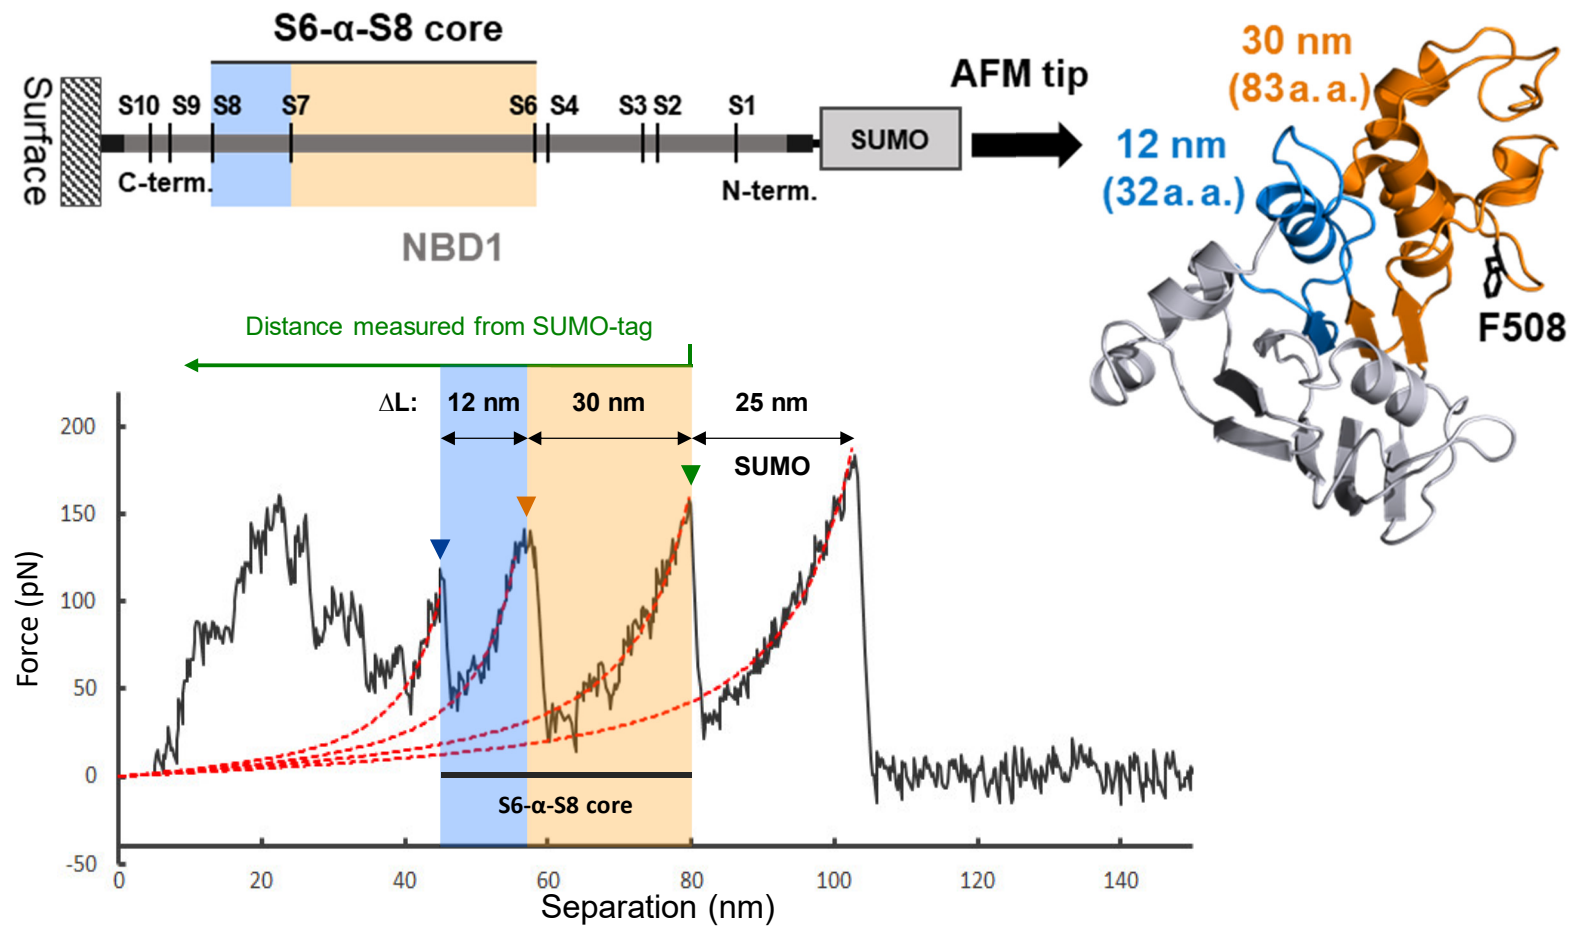 S6-α-S8 core
Surface
S10 S9 S8 S7 S6 S4 S3 S2 S1
SUMO
AFM tip
C-term.
N-term.
NBD1
30 nm
(83 a. a.)
12 nm
(32 a. a.)
F508
Distance measured from SUMO-tag
ΔL: 12 nm 30 nm 25 nm
SUMO
Force (pN)
200
150
100
50
0
-50
S6-α-S8 core
0 20 40 60 80 100 120 140
Separation (nm)